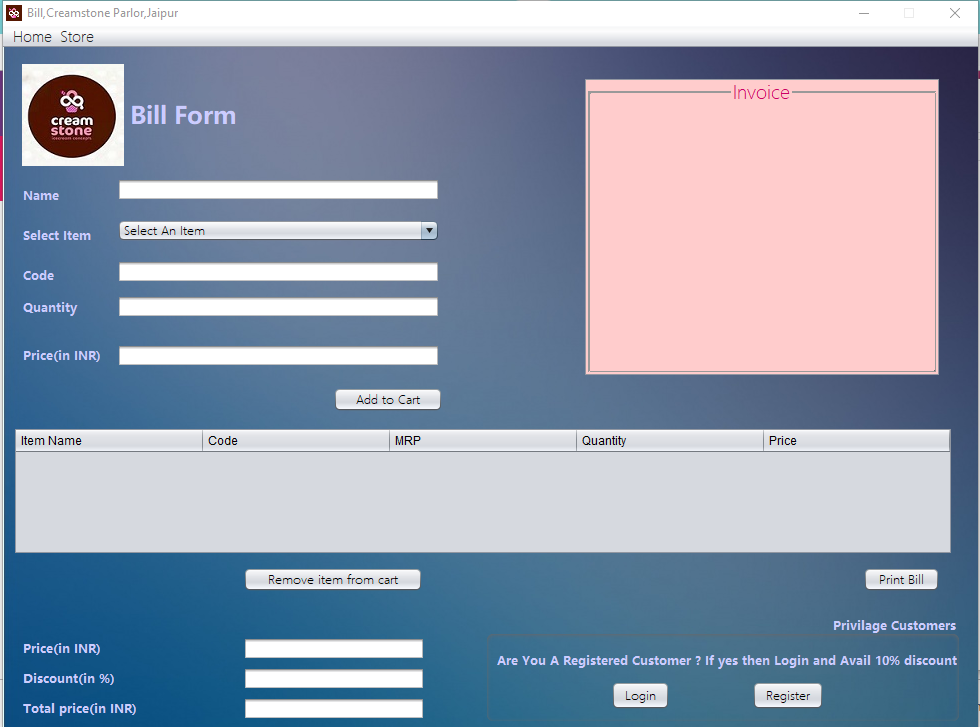 Bill,Creamstone Parlor,Jaipur
Home Store
cream
stone
Bill Form
Invoice
Name
Select Item Select An Item
Code
Quantity
Price(in INR)
Add to Cart
Item Name Code MRP Quantity Price
Remove item from cart Print Bill
Privilage Customers
Price(in INR)
Are You A Registered Customer ? If yes then Login and Avail 10% discount
Discount(in %)
Login Register
Total price(in INR)